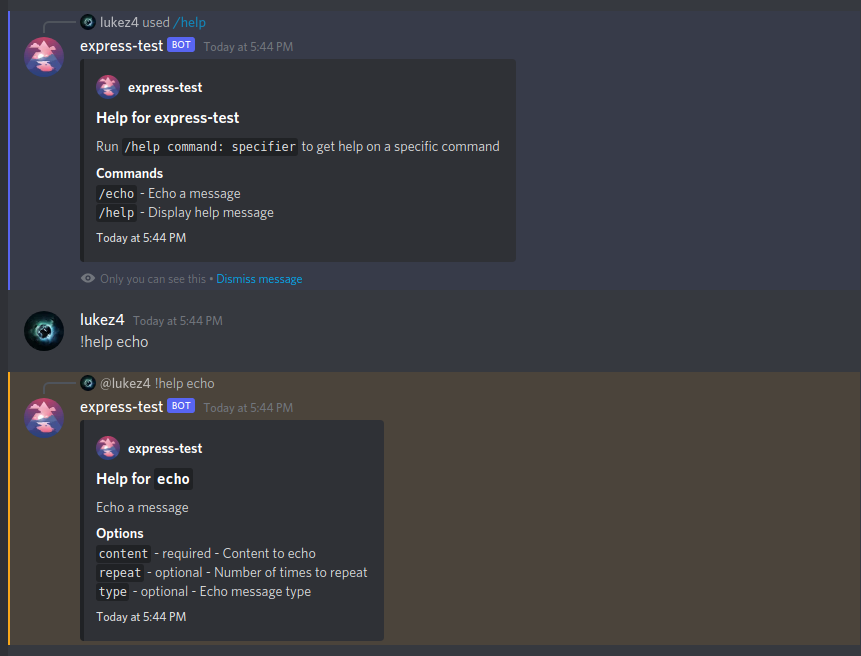 lukez4 used /help
express-test BOT Today at 5:44 PM
express-test
Help for express-test
Run /help command: specifier to get help on a specific command
Commands
/echo - Echo a message
/help - Display help message
Today at 5:44 PM
Only you can see this • Dismiss message
lukez4 Today at 5:44 PM
!help echo
@lukez4 !help echo
express-test BOT Today at 5:44 PM
express-test
Help for echo
Echo a message
Options
content - required - Content to echo
repeat - optional - Number of times to repeat
type - optional - Echo message type
Today at 5:44 PM